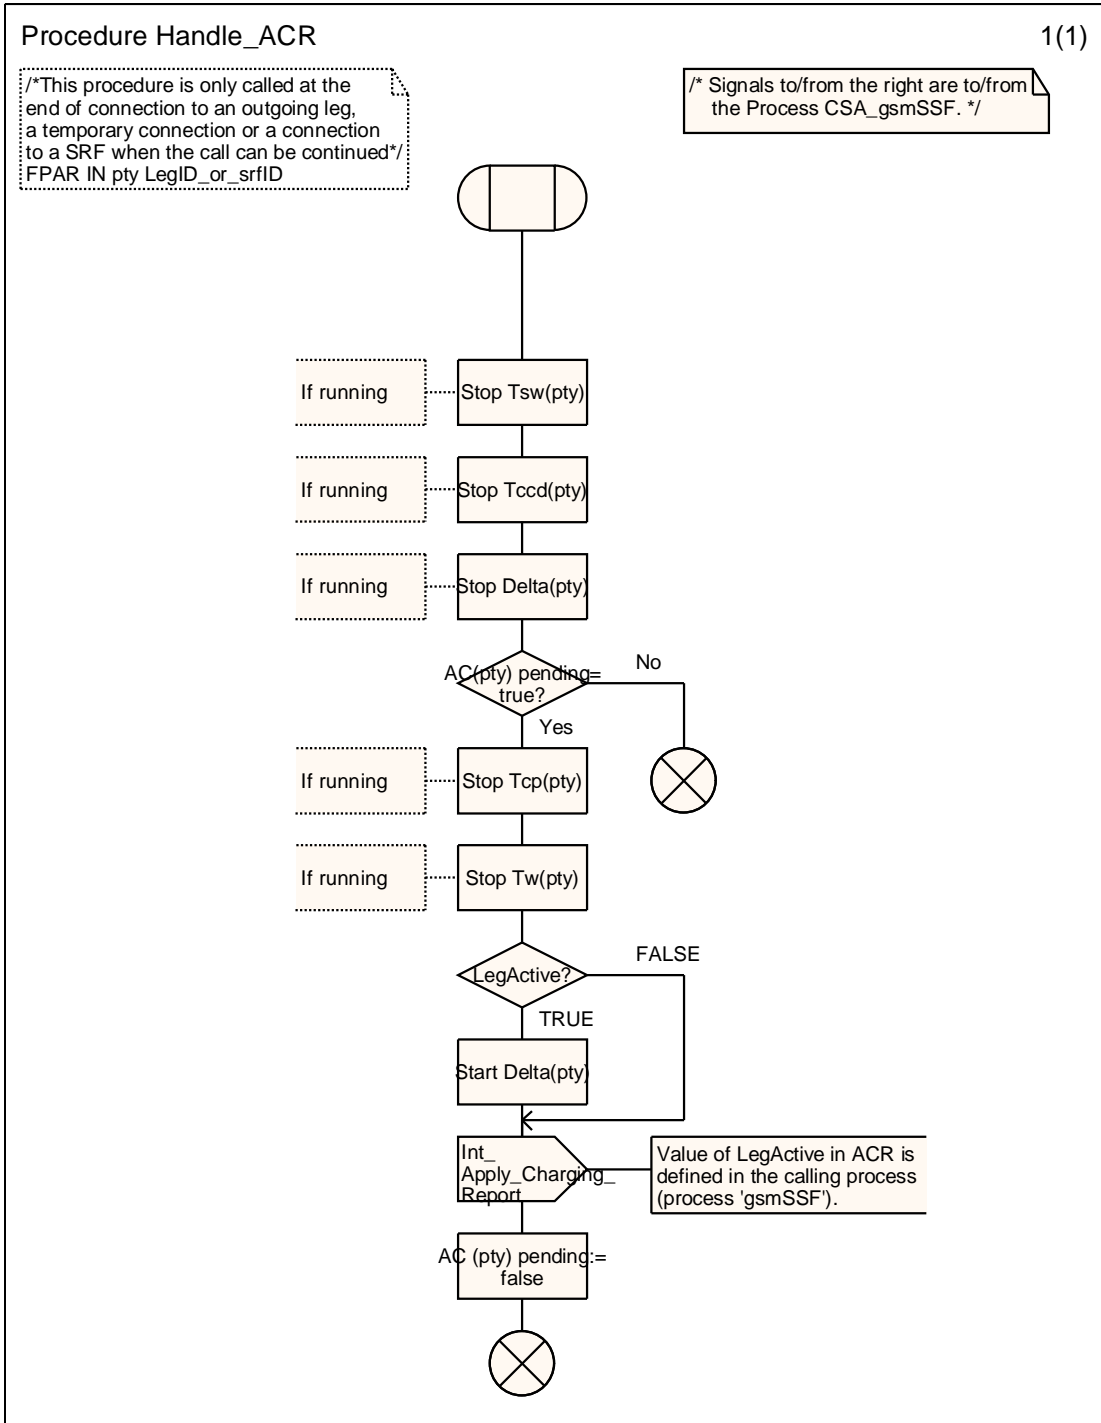 Procedure Handle_ACR
1(1)
/*This procedure is only called at the
end of connection to an outgoing leg,
a temporary connection or a connection
to a SRF when the call can be continued*/
FPAR IN pty LegID_or_srfID
/* Signals to/from the right are to/from
the Process CSA_gsmSSF. */
If running
Stop Tsw(pty)
If running
Stop Tccd(pty)
If running
Stop Delta(pty)
AC(pty) pending=
true?
No
Yes
If running
Stop Tcp(pty)
If running
Stop Tw(pty)
LegActive?
FALSE
TRUE
Start Delta(pty)
Int_
Apply_Charging_
Report
Value of LegActive in ACR is
defined in the calling process
(process 'gsmSSF').
AC (pty) pending:=
false